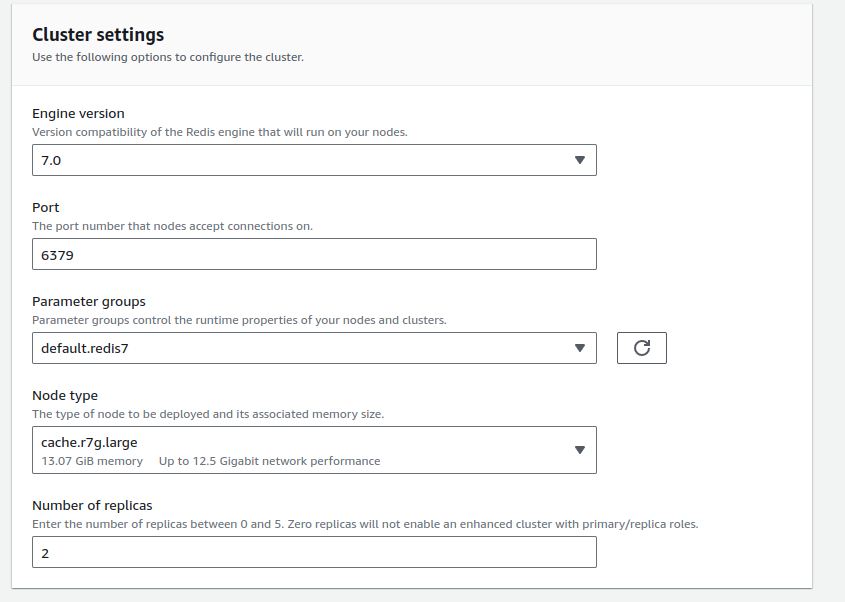 Cluster settings
Use the following options to configure the cluster.
Engine version
Version compatibility of the Redis engine that will run on your nodes.
7.0
Port
The port number that nodes accept connections on.
6379
Parameter groups
Parameter groups control the runtime properties of your nodes and clusters.
default.redis7
Node type
The type of node to be deployed and its associated memory size.
cache.r7g.large
13.07 GiB memory Up to 12.5 Gigabit network performance
Number of replicas
Enter the number of replicas between 0 and 5. Zero replicas will not enable an enhanced cluster with primary/replica roles.
2